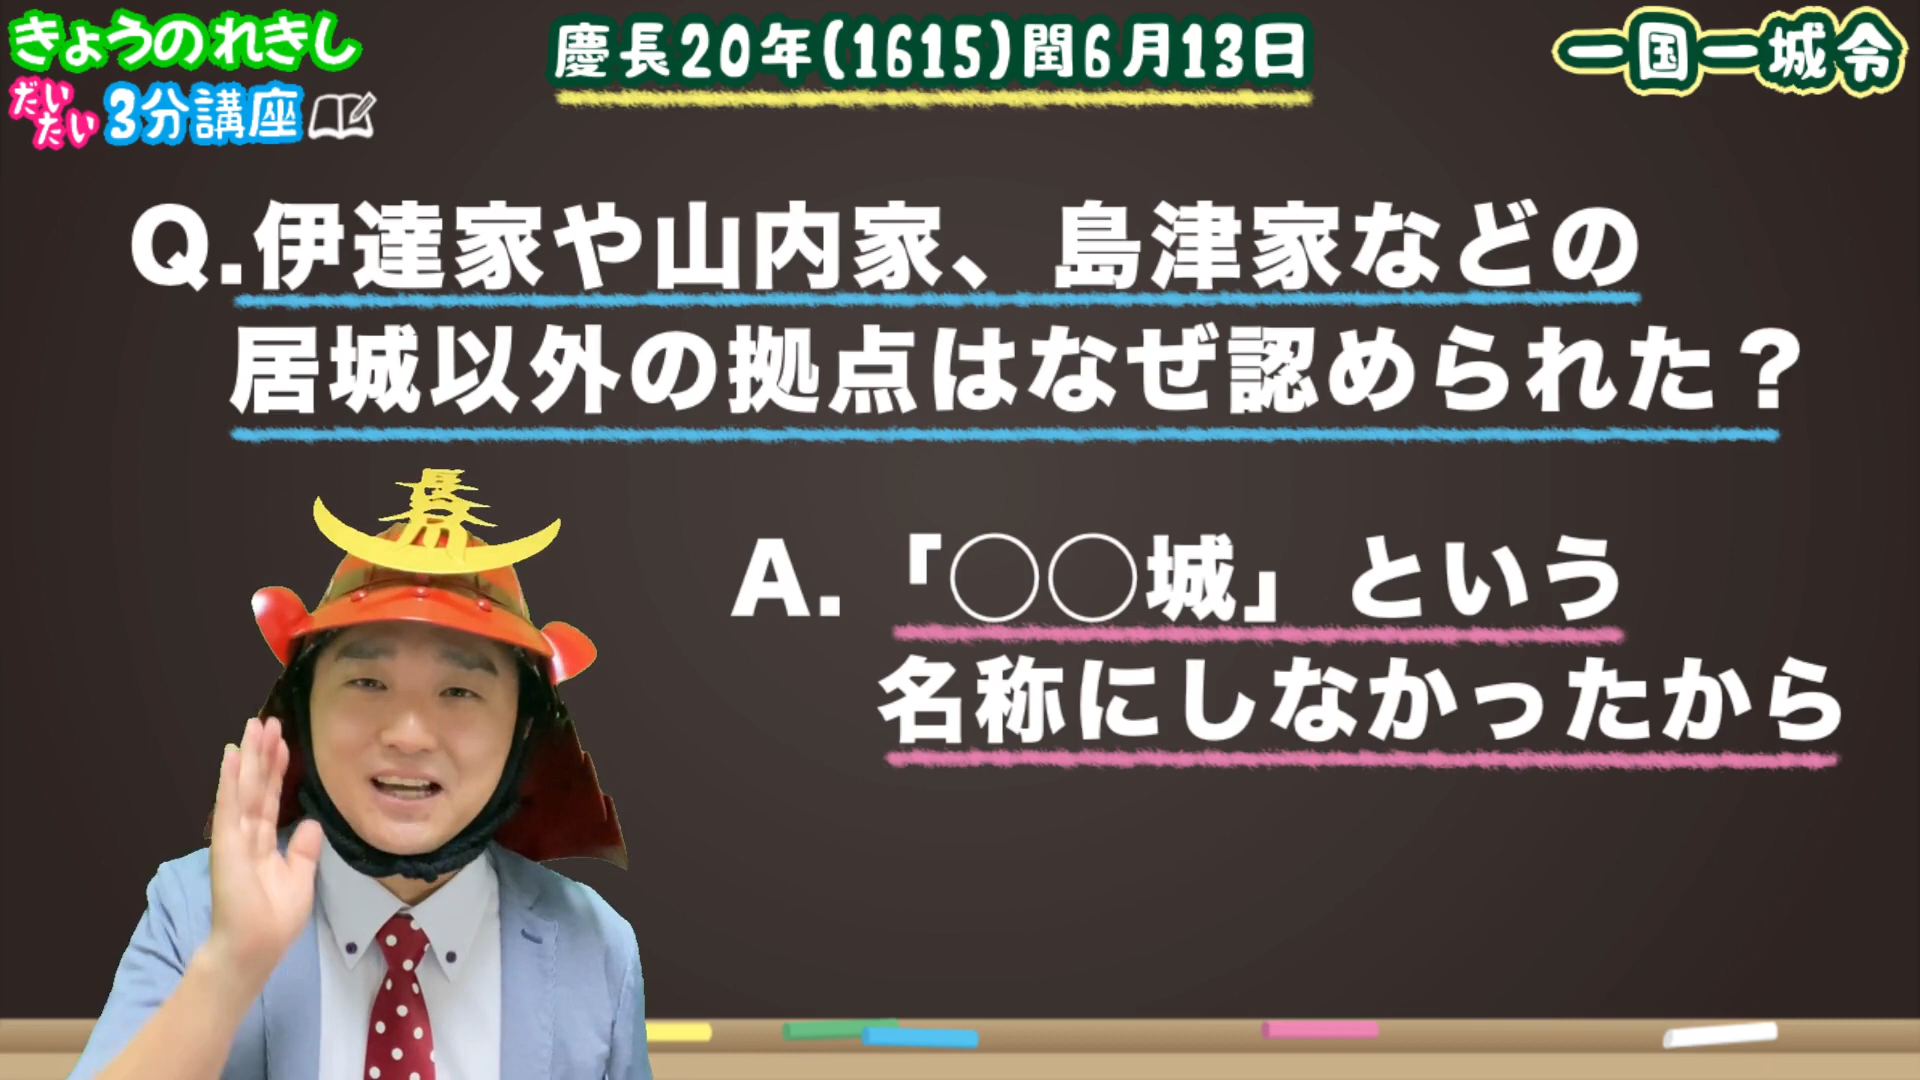 きょうのれきし
だいたい3分講座
慶長20年(1615)閏6月13日
一国一城令
Q.伊達家や山内家、島津家などの
居城以外の拠点はなぜ認められた？
A.「○○城」という
名称にしなかったから